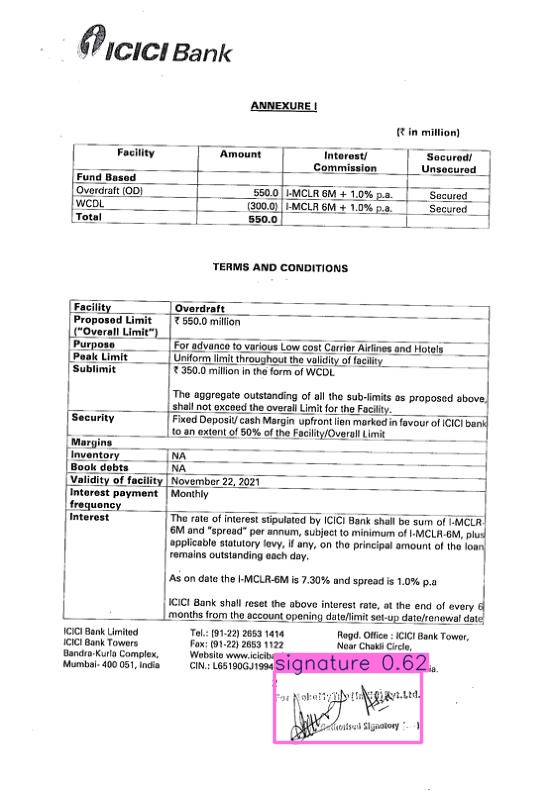 ICICI Bank
ANNEXURE I
(₹ in million)
Facility Amount Interest/ Commission Secured/ Unsecured
Fund Based
Overdraft (OD) 550.0 I-MCLR 6M + 1.0% p.a. Secured
WCDL (300.0) I-MCLR 6M + 1.0% p.a. Secured
Total 550.0
TERMS AND CONDITIONS
Facility Overdraft
Proposed Limit ("Overall Limit") ₹ 550.0 million
Purpose For advance to various Low cost Carrier Airlines and Hotels
Peak Limit Uniform limit throughout the validity of facility
Sublimit ₹ 350.0 million in the form of WCDL
The aggregate outstanding of all the sub-limits as proposed above,
shall not exceed the overall Limit for the Facility.
Security Fixed Deposit/ cash Margin upfront lien marked in favour of ICICI bank
to an extent of 50% of the Facility/Overall Limit
Margins
Inventory NA
Book debts NA
Validity of facility November 22, 2021
Interest payment frequency Monthly
Interest The rate of interest stipulated by ICICI Bank shall be sum of I-MCLR-
6M and "spread" per annum, subject to minimum of I-MCLR-6M, plus
applicable statutory levy, if any, on the principal amount of the loan
remains outstanding each day.
As on date the I-MCLR-6M is 7.30% and spread is 1.0% p.a
ICICI Bank shall reset the above interest rate, at the end of every 6
months from the account opening date/limit set-up date/renewal date
ICICI Bank Limited
ICICI Bank Towers
Bandra-Kurla Complex,
Mumbai- 400 051, India
Tel.: (91-22) 2653 1414
Fax: (91-22) 2653 1122
Website www.iciciba
CIN.: L65190GJ1994
Regd. Office : ICICI Bank Tower,
Near Chakli Circle,
ia.
signature 0.62
For Pvt.Ltd.
Authorised Signatory